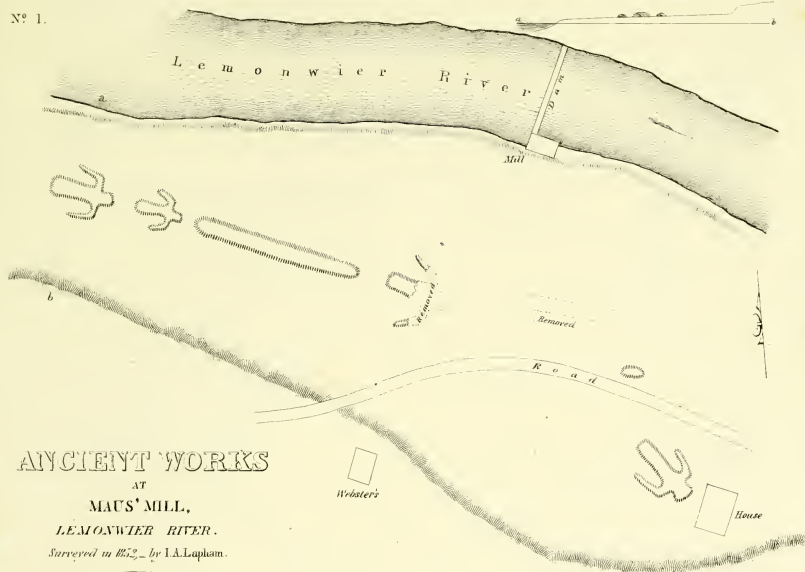 Nº 1.
a
b
Lemonwier River
Dam
a
Mill
Removed
Removed
b
Road
Webster's
House
ANCIENT WORKS
AT
MAUS' MILL,
LEMONWIER RIVER.
Surveyed in 1852,_ by I.A.Lapham.